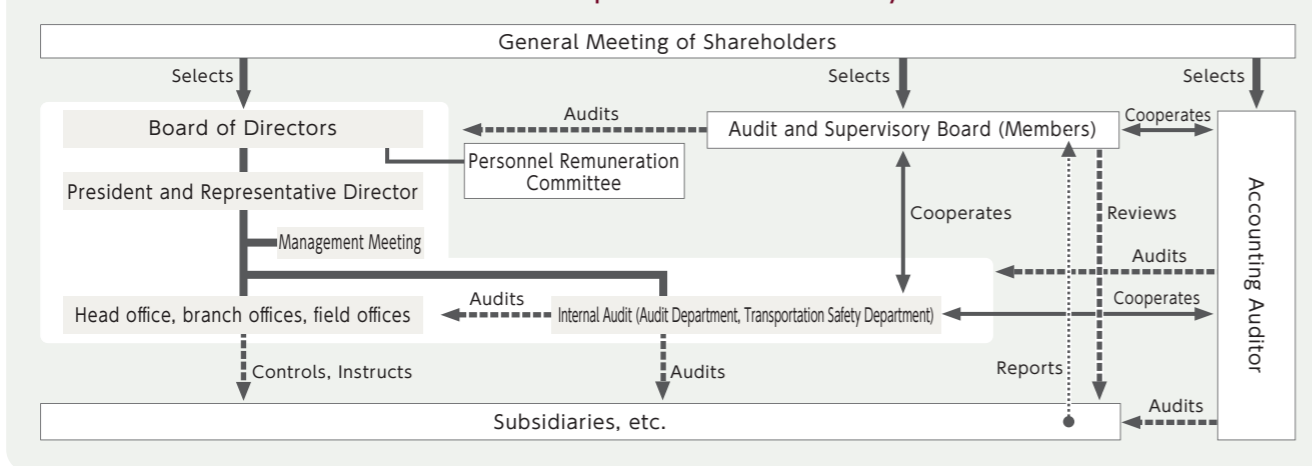 General Meeting of Shareholders
Selects
Selects
Selects
Board of Directors
Audits
Audit and Supervisory Board (Members)
Cooperates
Personnel Remuneration
Committee
President and Representative Director
Cooperates
Reviews
Accounting Auditor
Management Meeting
Audits
Cooperates
Head office, branch offices, field offices
Audits
Internal Audit (Audit Department, Transportation Safety Department)
Controls, Instructs
Audits
Reports
Audits
Subsidiaries, etc.